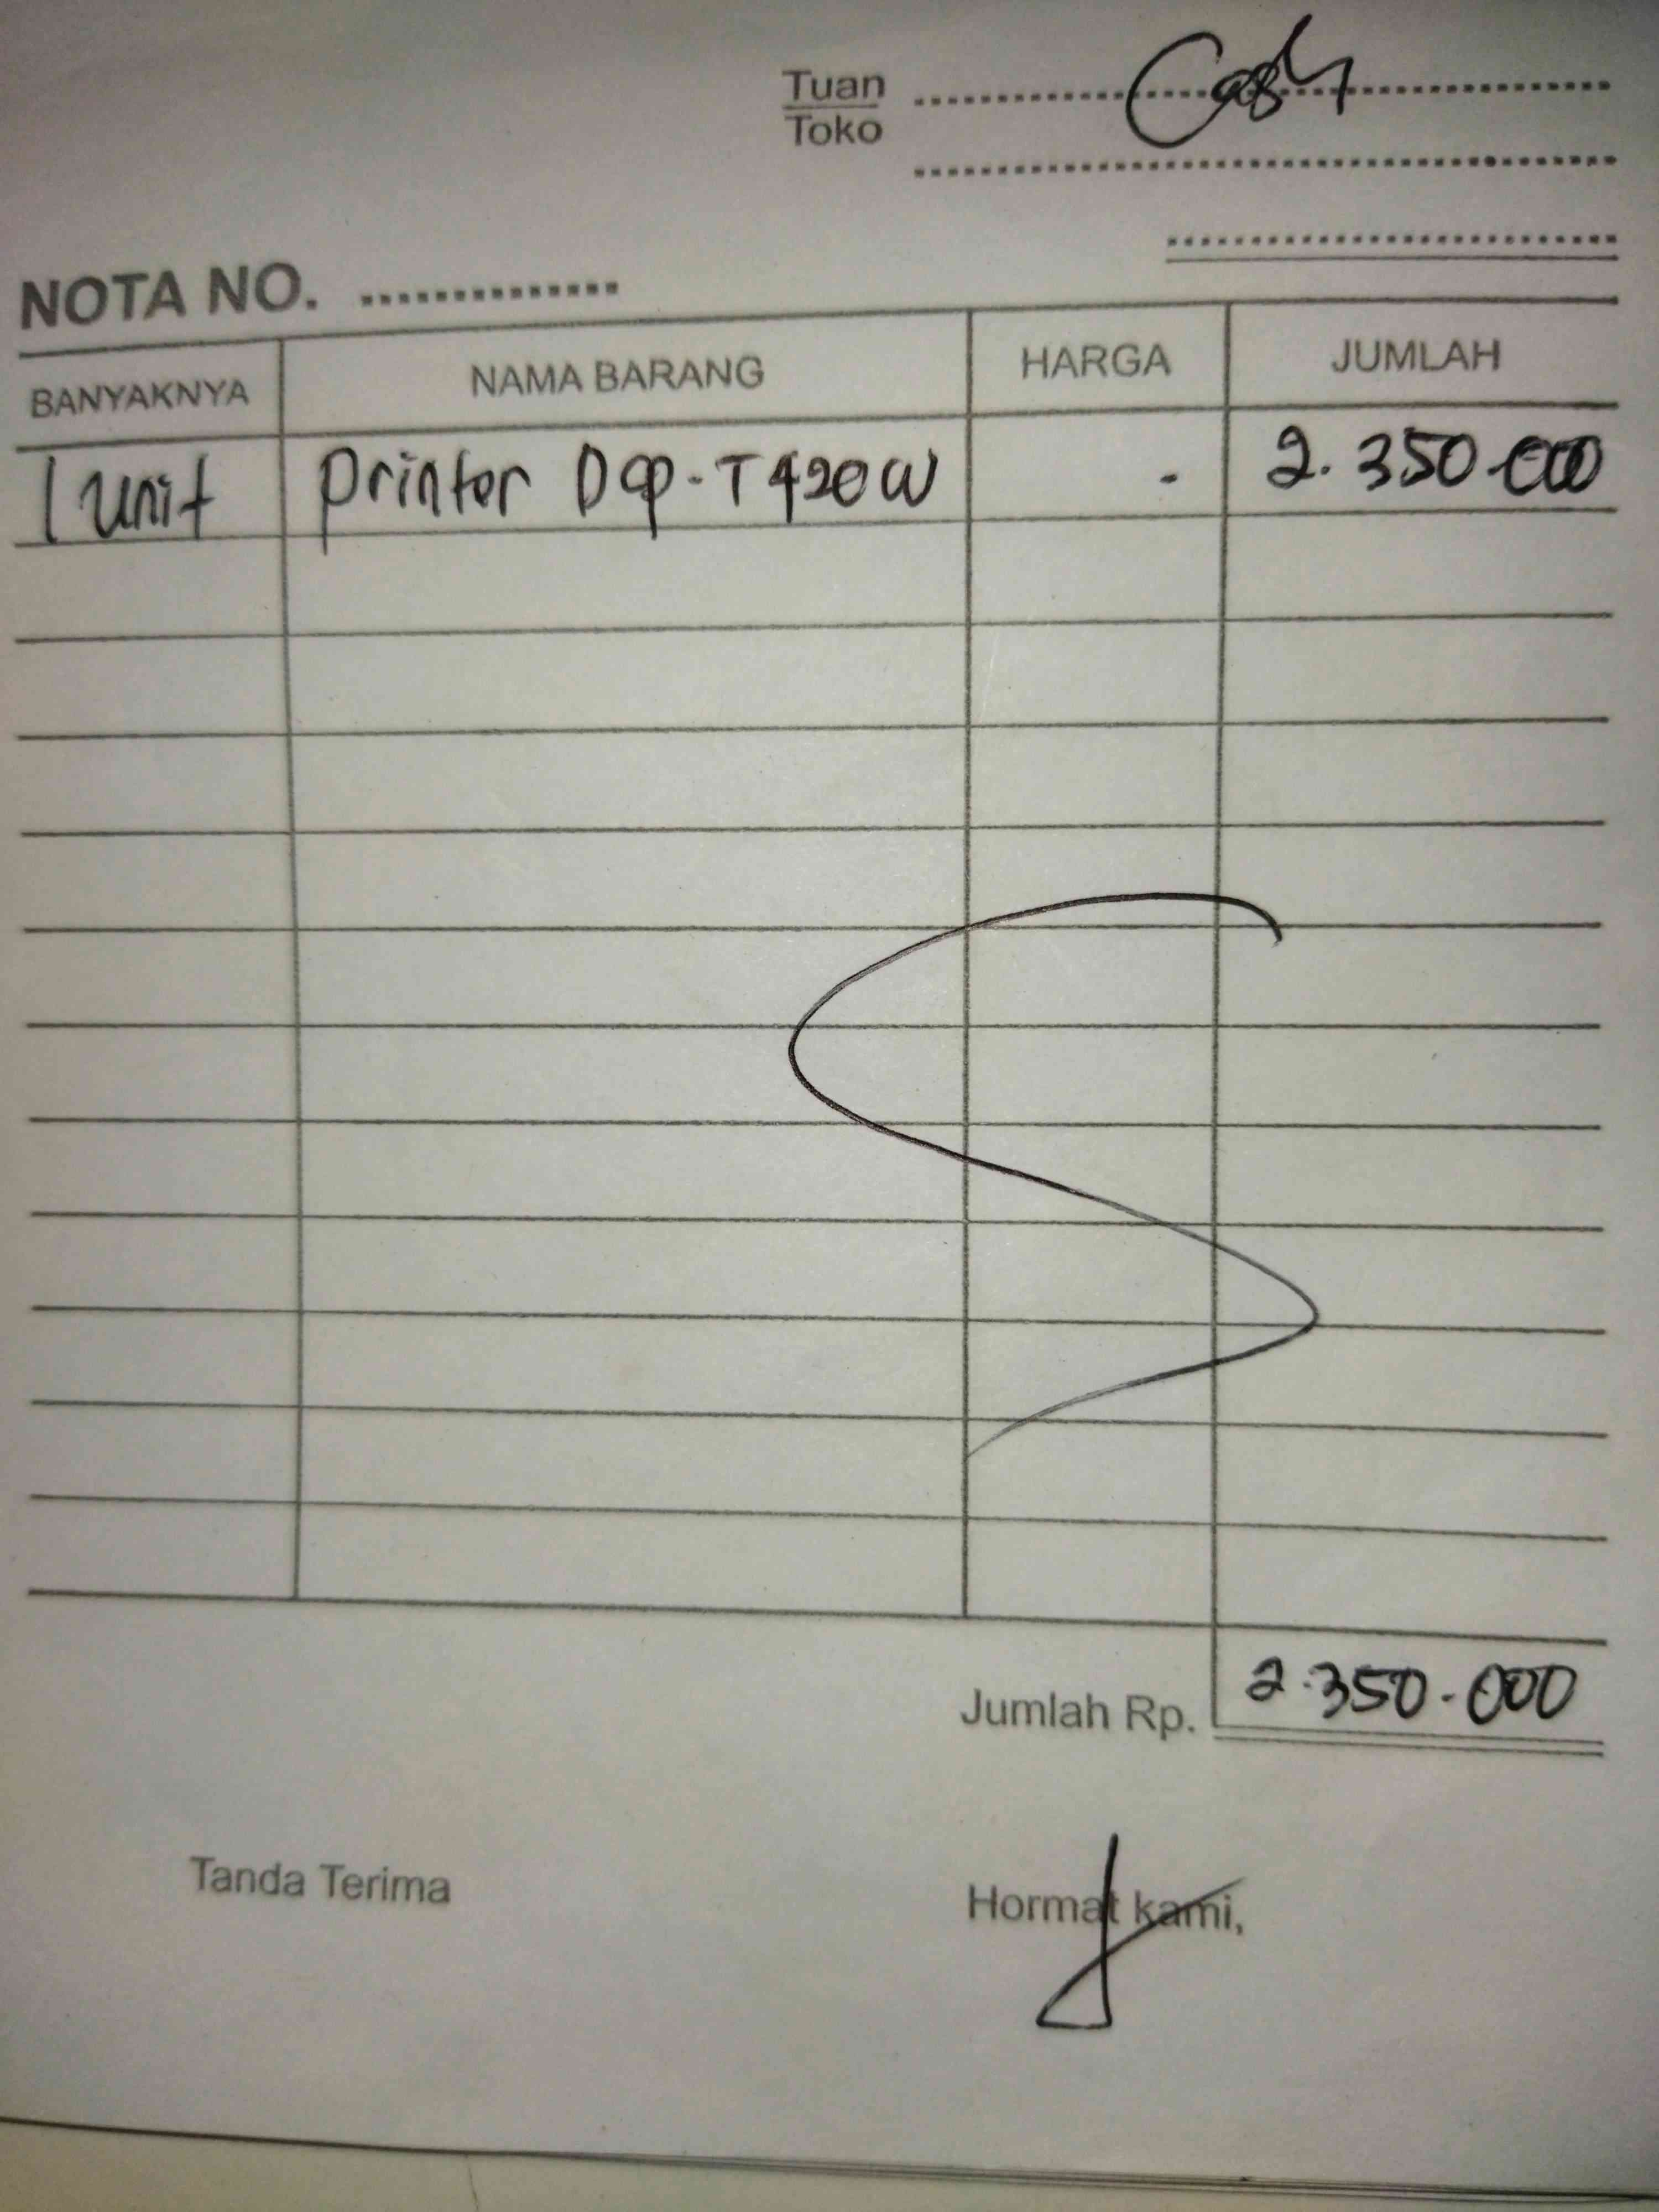 Tuan Cash
Toko
NOTA NO. ..............
BANYAKNYA NAMA BARANG HARGA JUMLAH
1 unit Printer Dcp-T420W - 2.350.000
Jumlah Rp. 2.350.000
Tanda Terima Hormat kami,